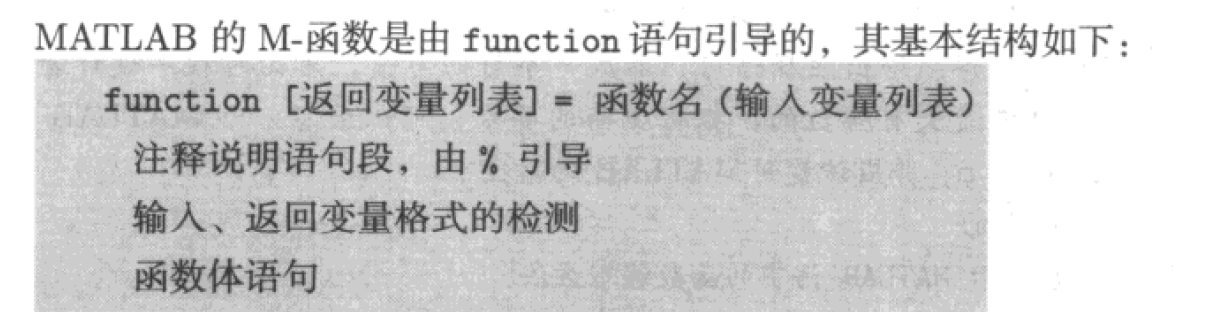 MATLAB 的 M-函数是由 function 语句引导的，其基本结构如下：
function [返回变量列表] = 函数名 (输入变量列表)
注释说明语句段，由 % 引导
输入、返回变量格式的检测
函数体语句